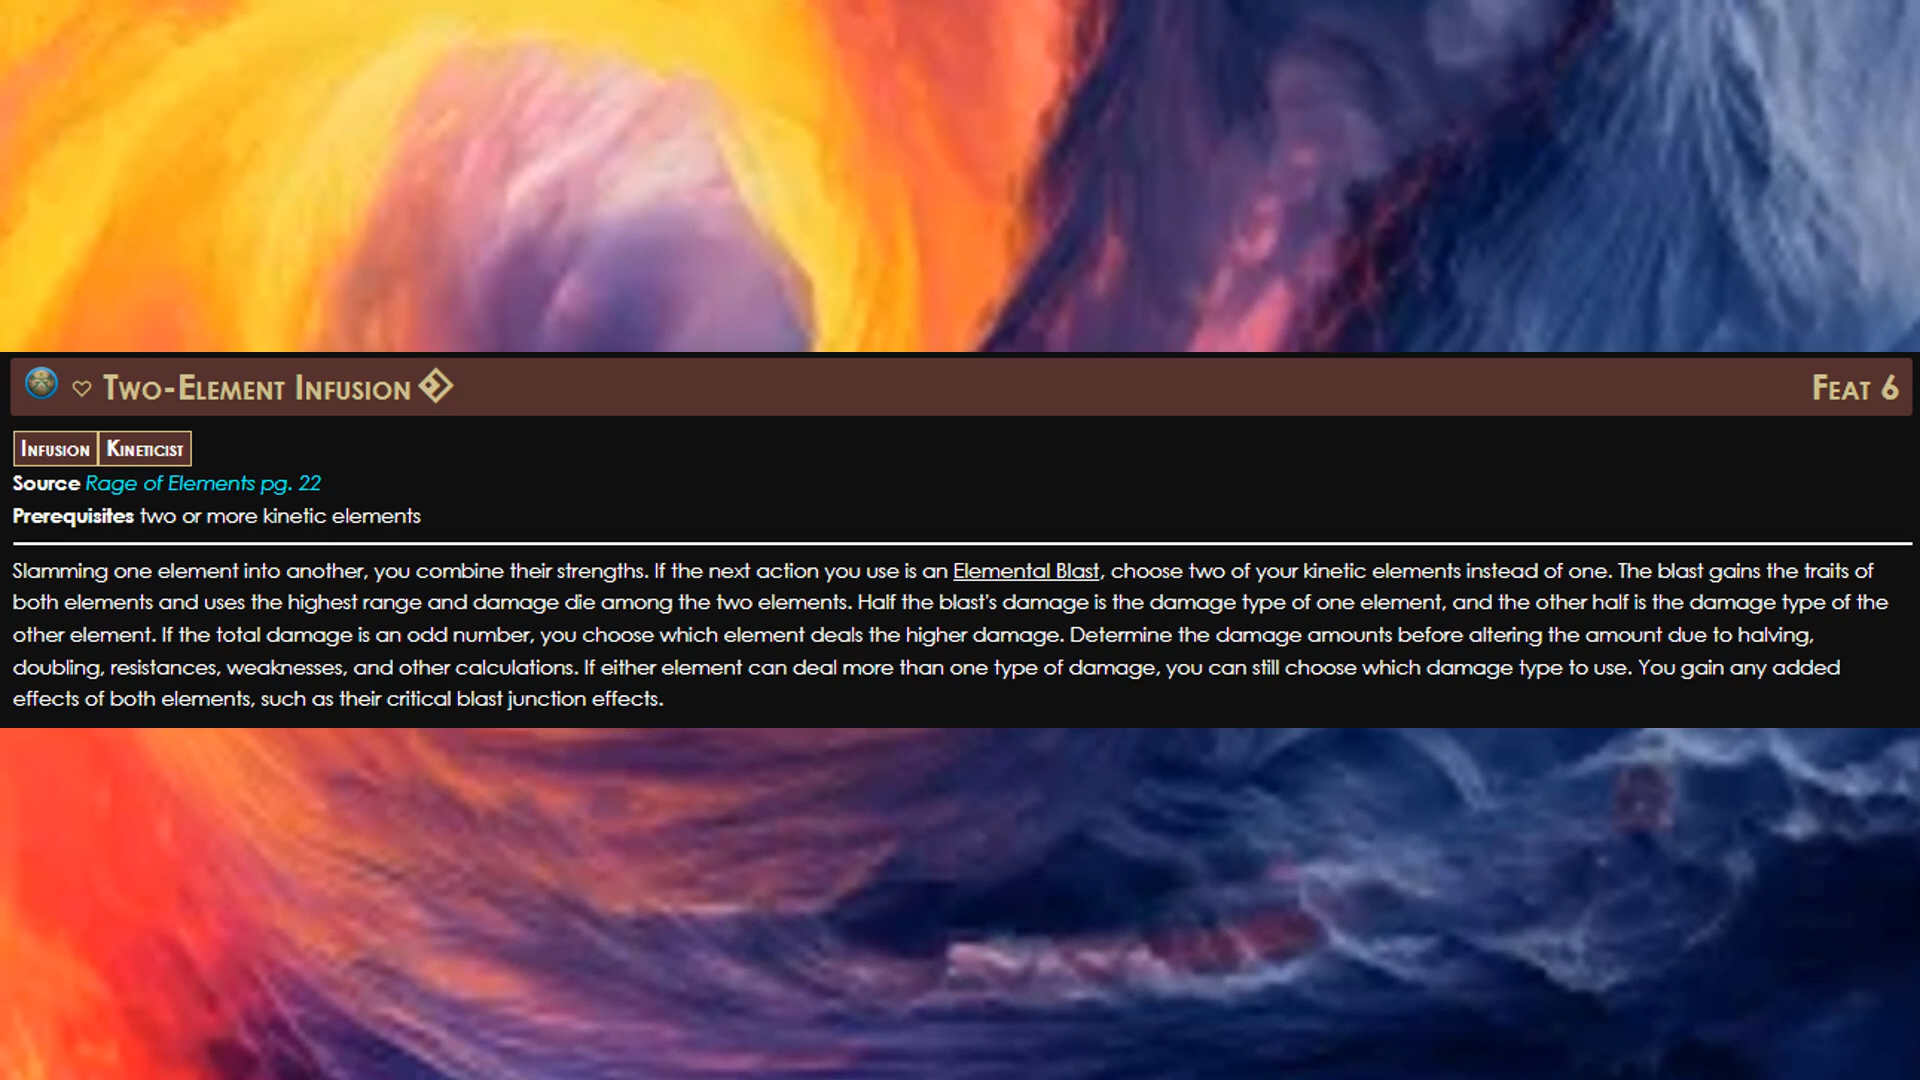 Two-Element Infusion
Feat 6
Infusion Kineticist
Source Rage of Elements pg. 22
Prerequisites two or more kinetic elements
Slamming one element into another, you combine their strengths. If the next action you use is an Elemental Blast, choose two of your kinetic elements instead of one. The blast gains the traits of
both elements and uses the highest range and damage die among the two elements. Half the blast's damage is the damage type of one element, and the other half is the damage type of the
other element. If the total damage is an odd number, you choose which element deals the higher damage. Determine the damage amounts before altering the amount due to halving,
doubling, resistances, weaknesses, and other calculations. If either element can deal more than one type of damage, you can still choose which damage type to use. You gain any added
effects of both elements, such as their critical blast junction effects.